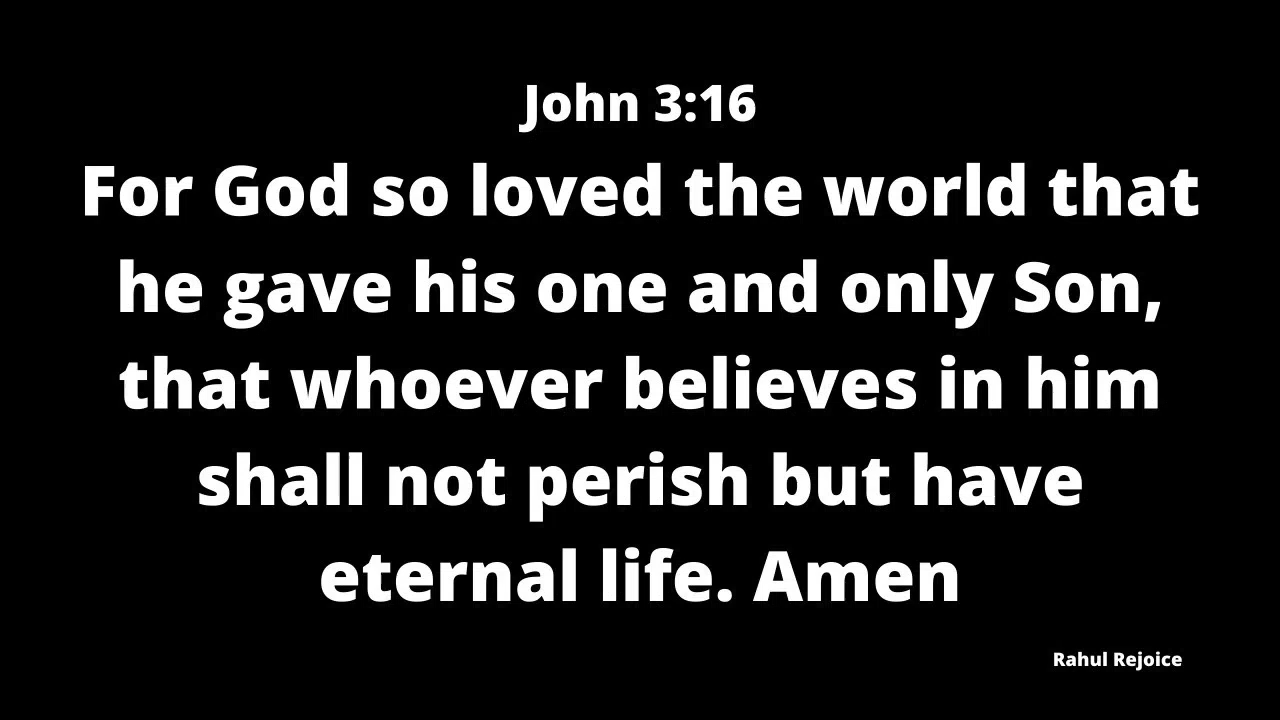 John 3:16
For God so loved the world that
he gave his one and only Son,
that whoever believes in him
shall not perish but have
eternal life. Amen
Rahul Rejoice